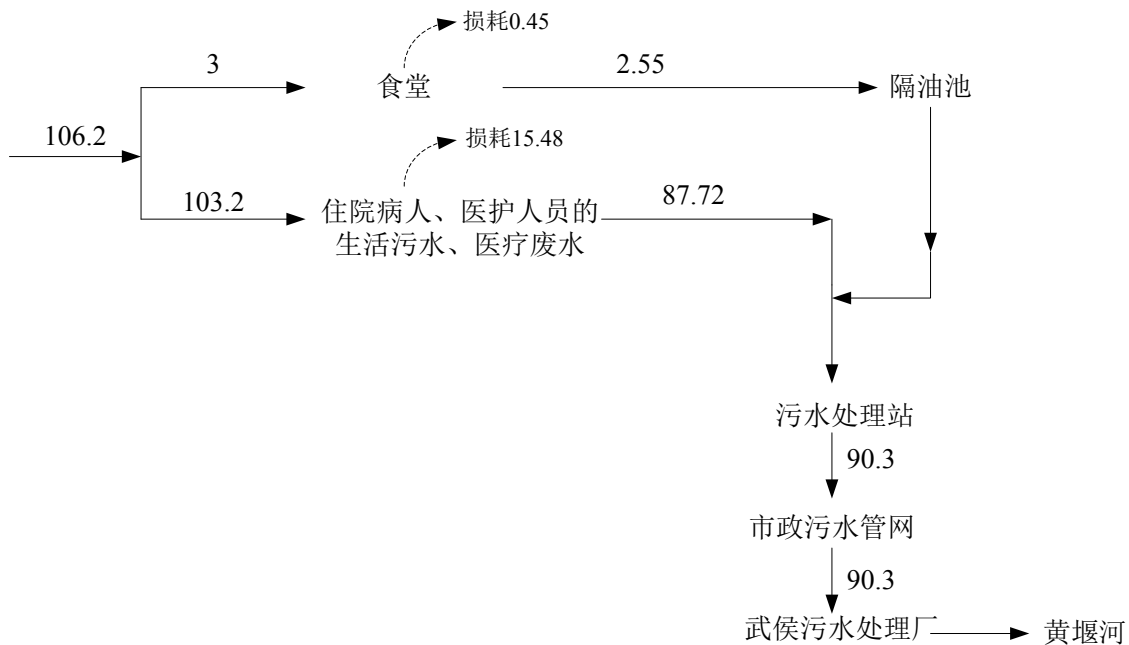 损耗0.45
3
食堂
2.55
隔油池
106.2
损耗15.48
103.2
住院病人、医护人员的
生活污水、医疗废水
87.72
污水处理站
90.3
市政污水管网
90.3
武侯污水处理厂
黄堰河